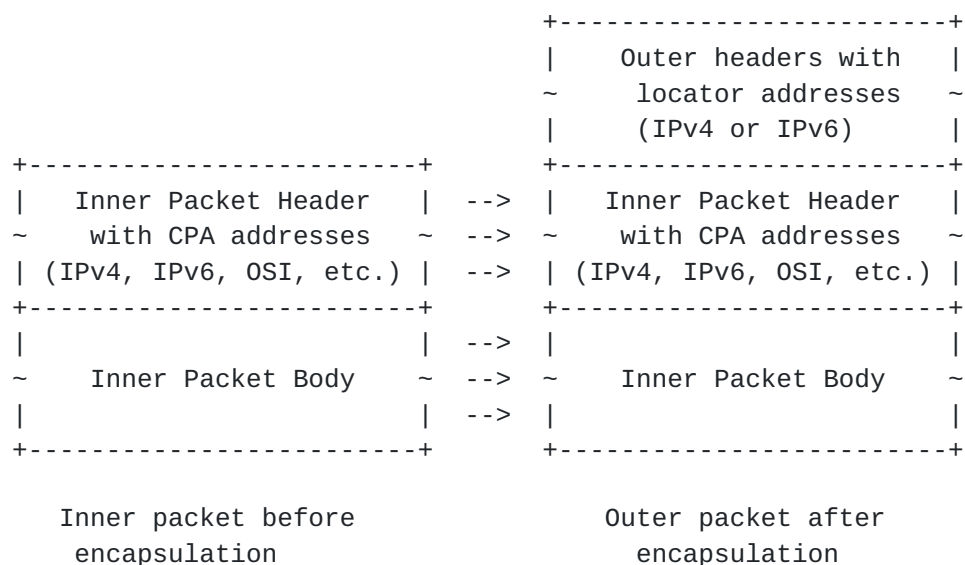 +-------------------------+
                                     |    Outer headers with   |
                                     ~     locator addresses   ~
                                     |     (IPv4 or IPv6)      |
+-------------------------+          +-------------------------+
|   Inner Packet Header   |   -->    |   Inner Packet Header   |
~    with CPA addresses   ~   -->    ~    with CPA addresses   ~
| (IPv4, IPv6, OSI, etc.) |   -->    | (IPv4, IPv6, OSI, etc.) |
+-------------------------+          +-------------------------+
|                         |   -->    |                         |
~    Inner Packet Body    ~   -->    ~    Inner Packet Body    ~
|                         |   -->    |                         |
+-------------------------+          +-------------------------+
   Inner packet before                   Outer packet after
    encapsulation                          encapsulation